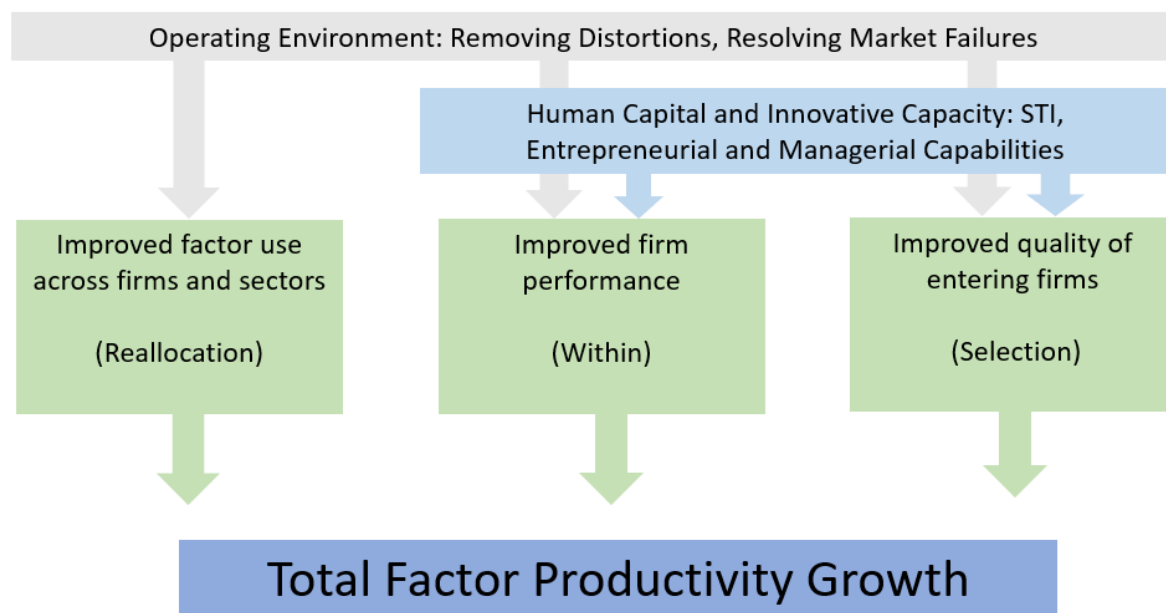 Operating Environment: Removing Distortions, Resolving Market Failures
Human Capital and Innovative Capacity: STI,
Entrepreneurial and Managerial Capabilities
Improved factor use
across firms and sectors
(Reallocation)
Improved firm
performance
(Within)
Improved quality of
entering firms
(Selection)
Total Factor Productivity Growth